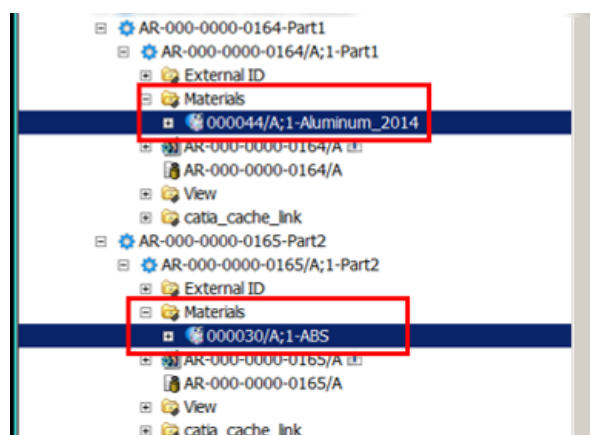 AR-000-0000-0164-Part1
AR-000-0000-0164/A;1-Part1
External ID
Materials
000044/A;1-Aluminum_2014
AR-000-0000-0164/A
AR-000-0000-0164/A
View
catia_cache_link
AR-000-0000-0165-Part2
AR-000-0000-0165/A;1-Part2
External ID
Materials
000030/A;1-ABS
AR-000-0000-0165/A
AR-000-0000-0165/A
View
catia_cache_link